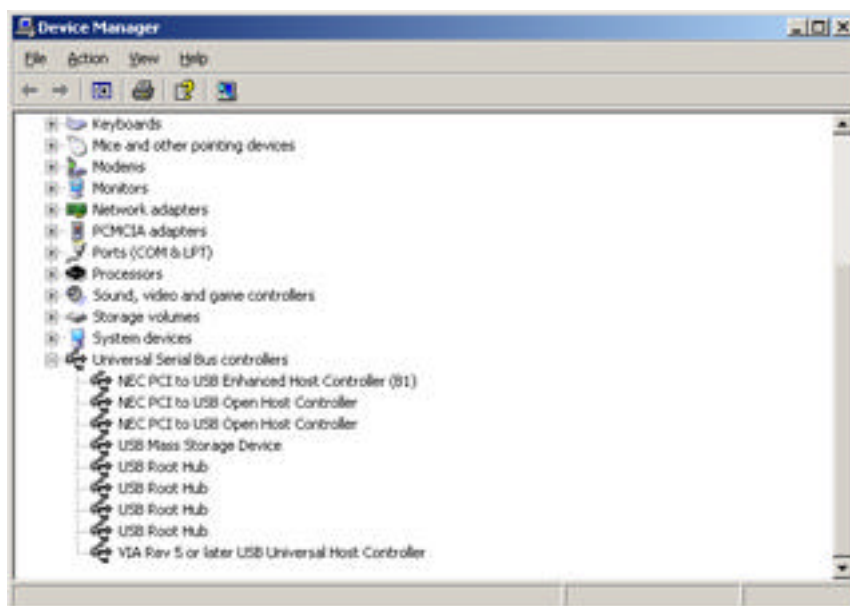 Device Manager
File Action View Help
Keyboards
Mice and other pointing devices
Modems
Monitors
Network adapters
PCMCIA adapters
Ports (COM & LPT)
Processors
Sound, video and game controllers
Storage volumes
System devices
Universal Serial Bus controllers
NEC PCI to USB Enhanced Host Controller (B1)
NEC PCI to USB Open Host Controller
NEC PCI to USB Open Host Controller
USB Mass Storage Device
USB Root Hub
USB Root Hub
USB Root Hub
USB Root Hub
VIA Rev 5 or later USB Universal Host Controller